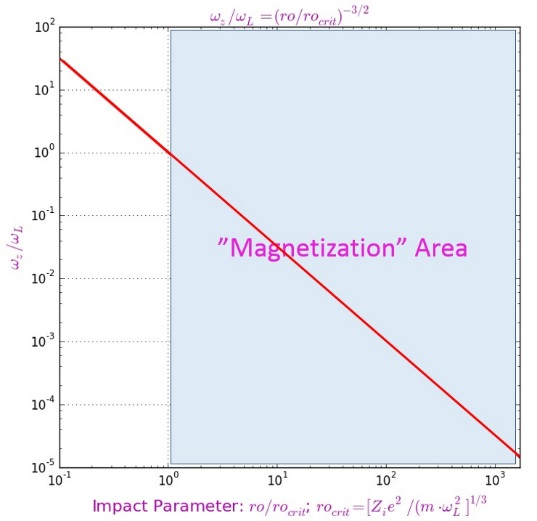 ω_z/ω_L=(ro/ro_crit)^{-3/2}
10^2
10^1
10^0
10^-1
10^-2
10^-3
10^-4
10^-5
ω_z/ω_L
”Magnetization” Area
10^-1 10^0 10^1 10^2 10^3
Impact Parameter: ro/ro_crit; ro_crit=[Z_i e^2 /(m·ω_L^2 ]^{1/3}